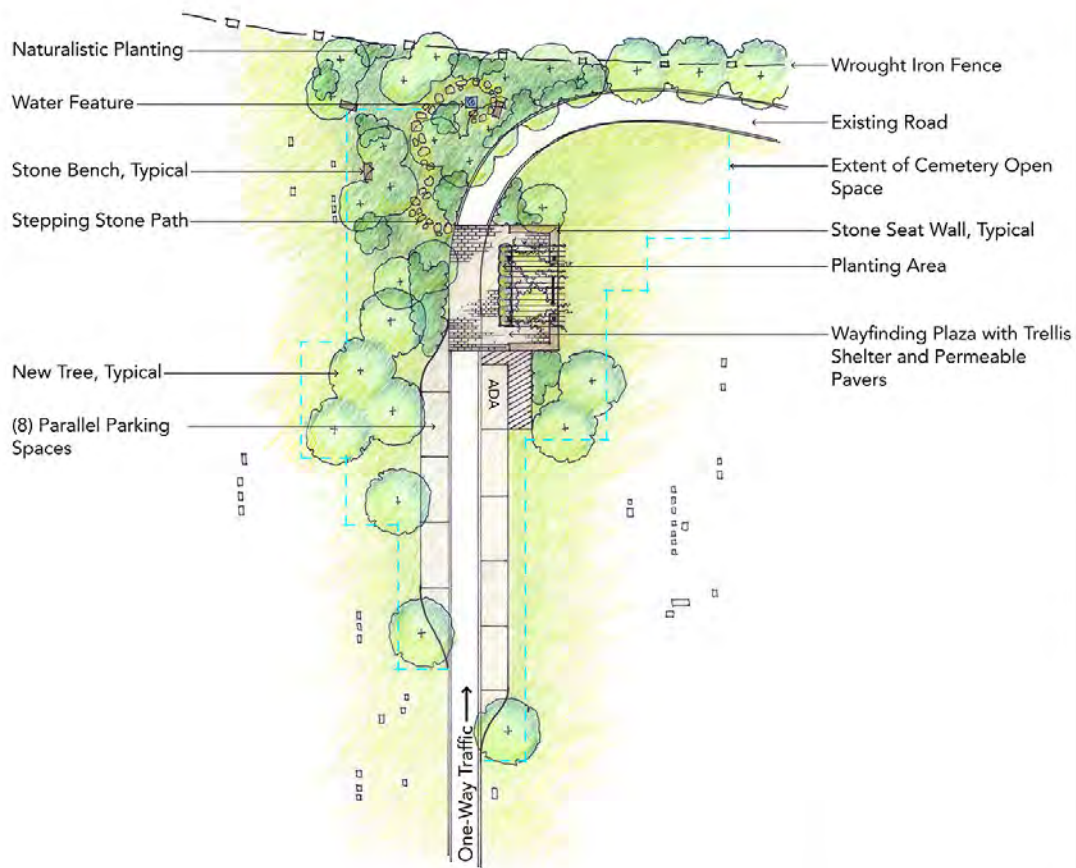 Naturalistic Planting
Water Feature
Stone Bench, Typical
Stepping Stone Path
New Tree, Typical
(8) Parallel Parking
Spaces
Wrought Iron Fence
Existing Road
Extent of Cemetery Open
Space
Stone Seat Wall, Typical
Planting Area
Wayfinding Plaza with Trellis
Shelter and Permeable
Pavers
ADA
One-Way Traffic